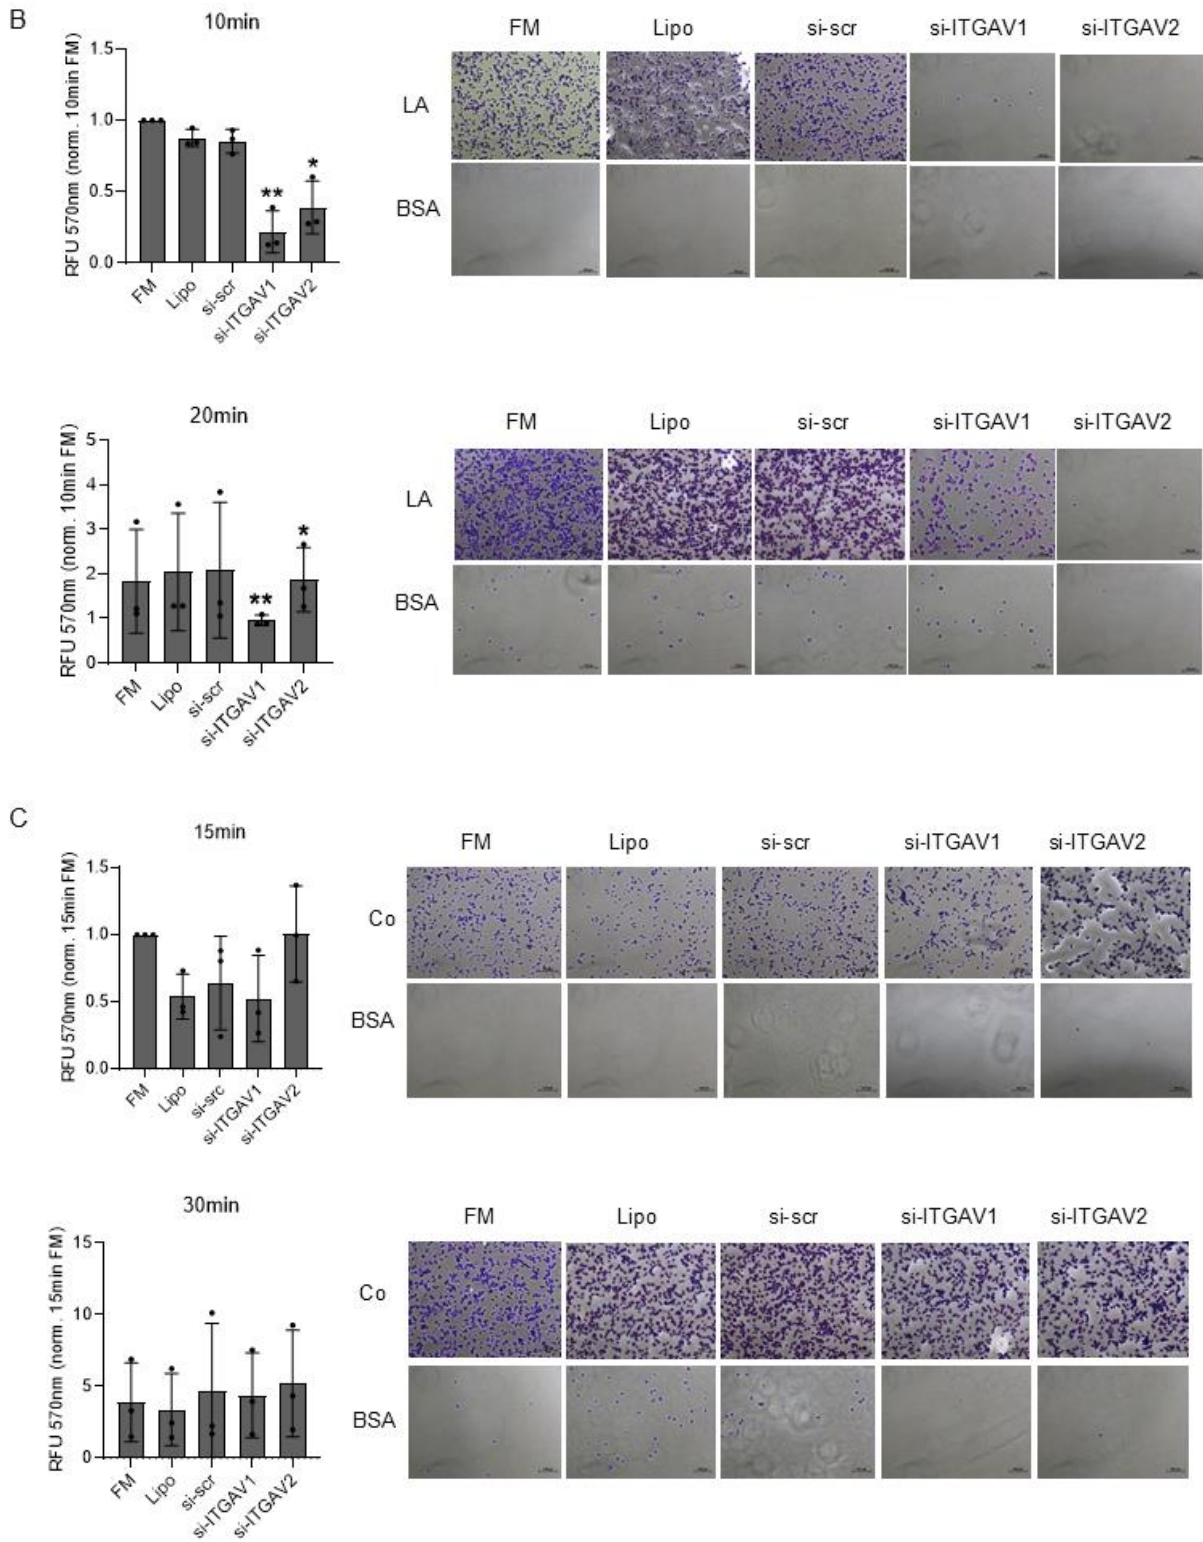 B
10min
RFU 570nm (norm. 10min FM)
1.5
1.0
0.5
0.0
**
*
FM
Lipo
si-scr
si-ITGAV1
si-ITGAV2
FM Lipo si-scr si-ITGAV1 si-ITGAV2
LA
BSA
20min
RFU 570nm (norm. 10min FM)
5
4
3
2
1
0
**
*
FM
Lipo
si-scr
si-ITGAV1
si-ITGAV2
FM Lipo si-scr si-ITGAV1 si-ITGAV2
LA
BSA
C
15min
RFU 570nm (norm. 15min FM)
1.5
1.0
0.5
0.0
FM
Lipo
si-src
si-ITGAV1
si-ITGAV2
FM Lipo si-scr si-ITGAV1 si-ITGAV2
Co
BSA
30min
RFU 570nm (norm. 15min FM)
15
10
5
0
FM
Lipo
si-scr
si-ITGAV1
si-ITGAV2
FM Lipo si-scr si-ITGAV1 si-ITGAV2
Co
BSA